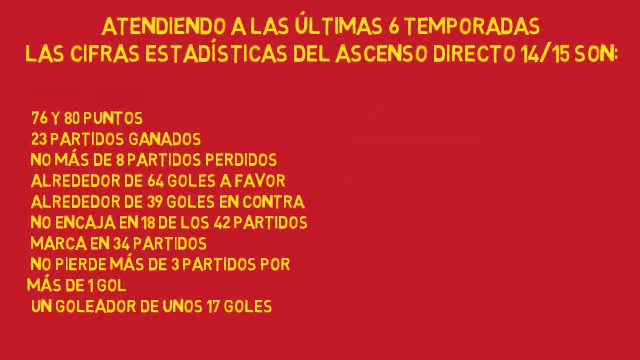 ATENDIENDO A LAS ÚLTIMAS 6 TEMPORADAS
LAS CIFRAS ESTADÍSTICAS DEL ASCENSO DIRECTO 14/15 SON:
76 Y 80 PUNTOS
23 PARTIDOS GANADOS
NO MÁS DE 8 PARTIDOS PERDIDOS
ALREDEDOR DE 64 GOLES A FAVOR
ALREDEDOR DE 39 GOLES EN CONTRA
NO ENCAJA EN 18 DE LOS 42 PARTIDOS
MARCA EN 34 PARTIDOS
NO PIERDE MÁS DE 3 PARTIDOS POR
MÁS DE 1 GOL
UN GOLEADOR DE UNOS 17 GOLES